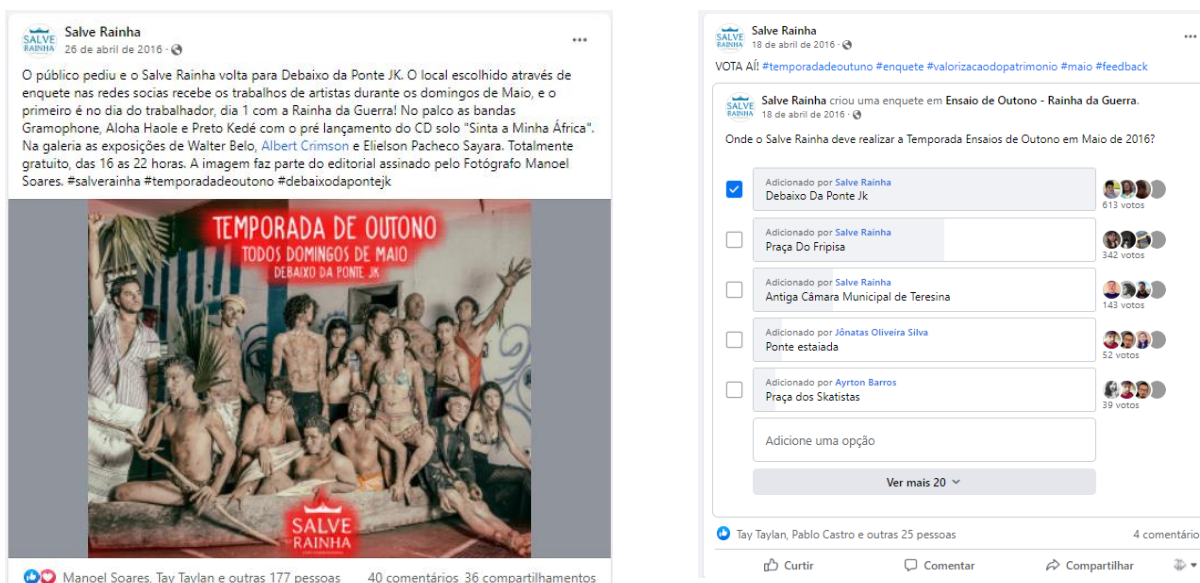 SALVE
RAINHA
Salve Rainha
26 de abril de 2016
O público pediu e o Salve Rainha volta para Debaixo da Ponte JK. O local escolhido através de
enquete nas redes socias recebe os trabalhos de artistas durante os domingos de Maio, e o
primeiro é no dia do trabalhador, dia 1 com a Rainha da Guerra! No palco as bandas
Gramophone, Aloha Haole e Preto Kedé com o pré lançamento do CD solo "Sinta a Minha África".
Na galeria as exposições de Walter Belo, Albert Crimson e Elielson Pacheco Sayara. Totalmente
gratuito, das 16 as 22 horas. A imagem faz parte do editorial assinado pelo Fotógrafo Manoel
Soares. #salverainha #temporadadeoutono #debaixodapontejk
TEMPORADA DE OUTONO
TODOS DOMINGOS DE MAIO
DEBAIXO DA PONTE JK
SALVE
RAINHA
Manoel Soares, Tay Taylan e outras 177 pessoas 40 comentários 36 compartilhamentos
SALVE
RAINHA
Salve Rainha
18 de abril de 2016
VOTA AÍ! #temporadadeoutuno #enquete #valorizacaodopatrimonio #maio #feedback
SALVE
RAINHA
Salve Rainha criou uma enquete em Ensaio de Outono - Rainha da Guerra.
18 de abril de 2016
Onde o Salve Rainha deve realizar a Temporada Ensaios de Outono em Maio de 2016?
Adicionado por Salve Rainha
Debaixo Da Ponte Jk
613 votos
Adicionado por Salve Rainha
Praça Do Fripisa
342 votos
Adicionado por Salve Rainha
Antiga Câmara Municipal de Teresina
143 votos
Adicionado por Jônatas Oliveira Silva
Ponte estaiada
52 votos
Adicionado por Ayrton Barros
Praça dos Skatistas
39 votos
Adicione uma opção
Ver mais 20
Tay Taylan, Pablo Castro e outras 25 pessoas 4 comentário
Curtir Comentar Compartilhar